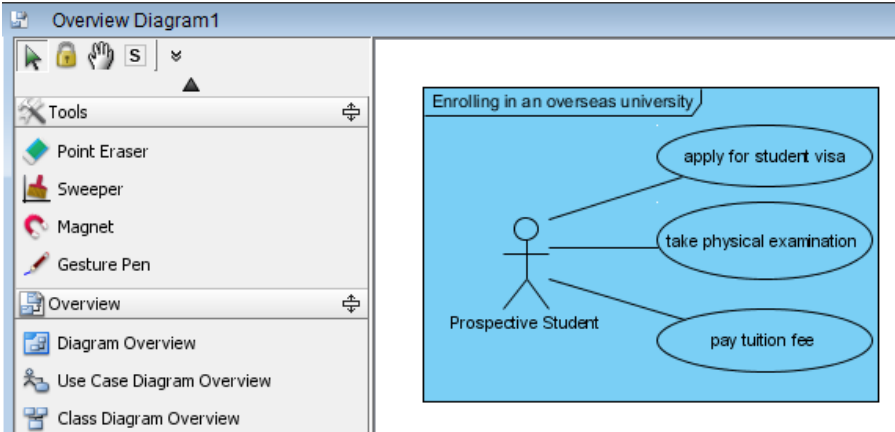 Overview Diagram1
S
Tools
Point Eraser
Sweeper
Magnet
Gesture Pen
Overview
Diagram Overview
Use Case Diagram Overview
Class Diagram Overview
Enrolling in an overseas university
apply for student visa
take physical examination
Prospective Student
pay tuition fee